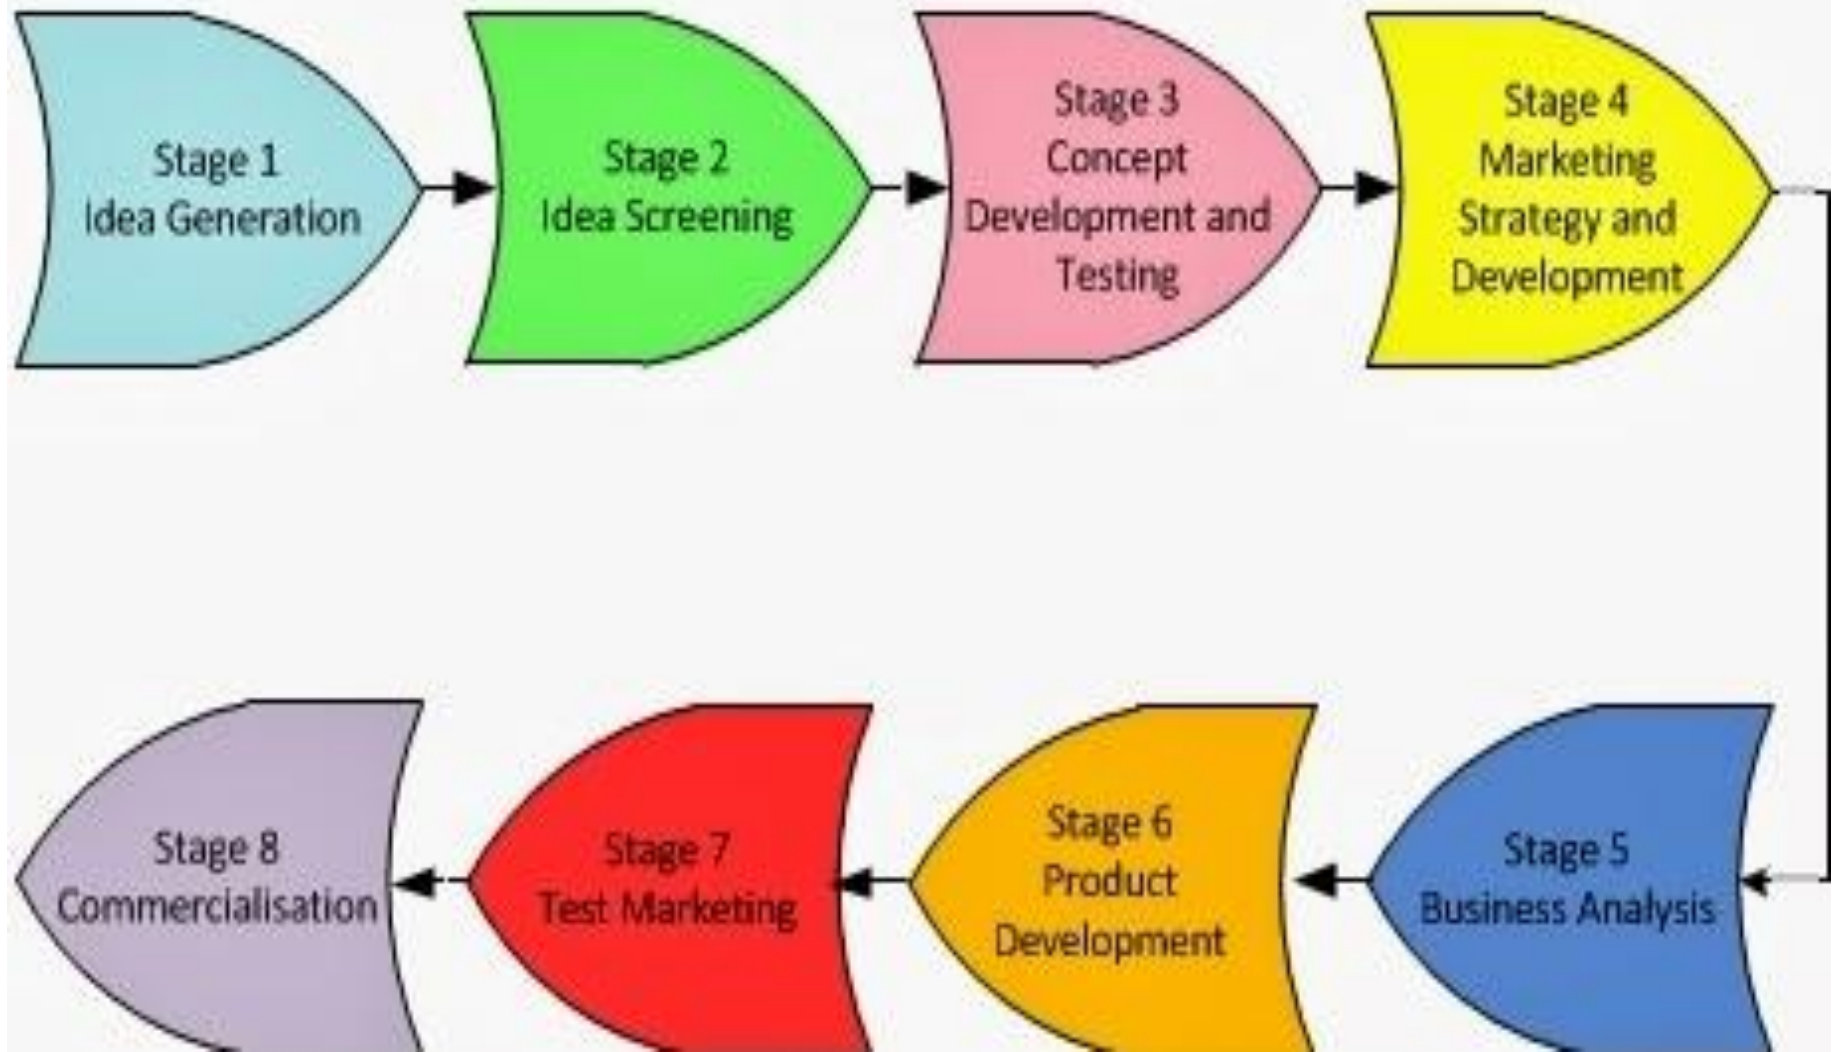 Stage 1
Idea Generation
Stage 2
Idea Screening
Stage 3
Concept
Development and
Testing
Stage 4
Marketing
Strategy and
Development
Stage 5
Business Analysis
Stage 6
Product
Development
Stage 7
Test Marketing
Stage 8
Commercialisation